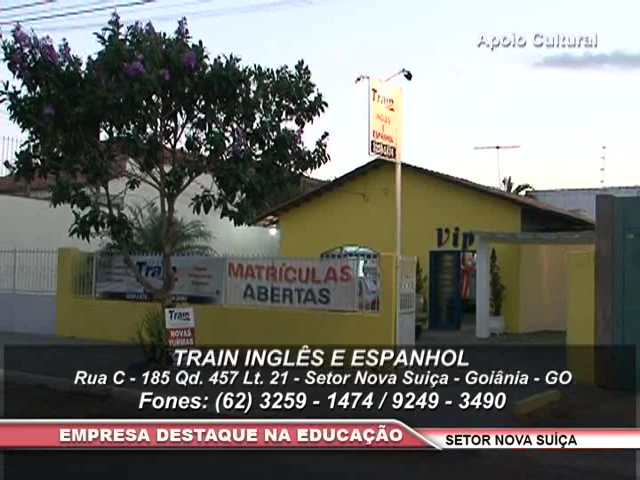 Apoio Cultural
Train
INGLÊS
E
ESPANHOL
Vip
Train
MATRÍCULAS
ABERTAS
Train
NOVAS
TURMAS
TRAIN INGLÊS E ESPANHOL
Rua C - 185 Qd. 457 Lt. 21 - Setor Nova Suiça - Goiânia - GO
Fones: (62) 3259 - 1474 / 9249 - 3490
EMPRESA DESTAQUE NA EDUCAÇÃO
SETOR NOVA SUÍÇA